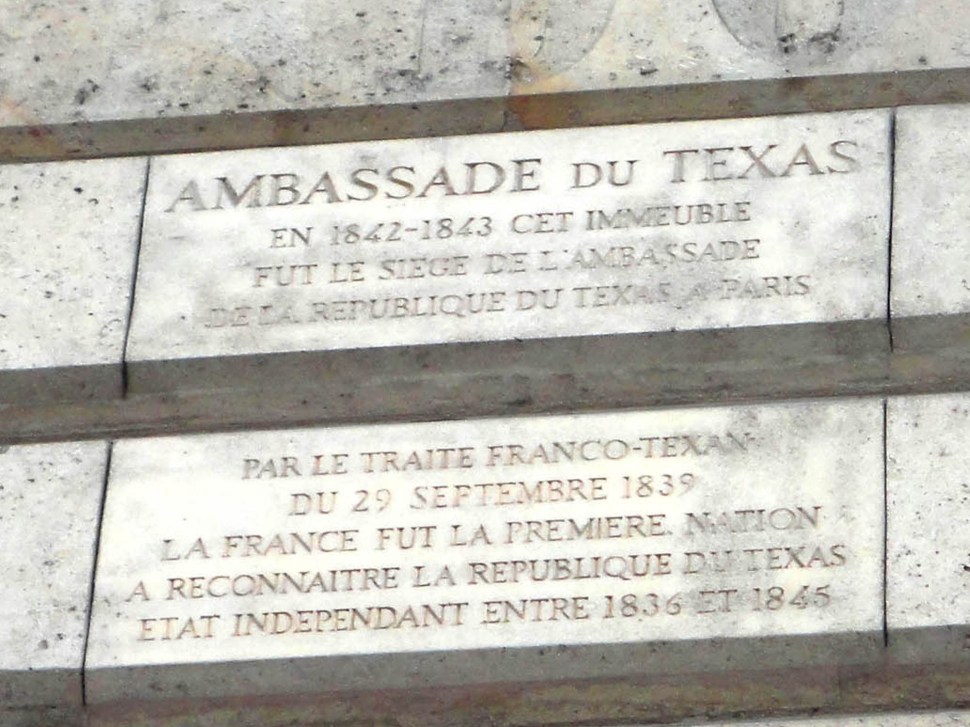 AMBASSADE DU TEXAS
EN 1842-1843 CET IMMEUBLE
FUT LE SIEGE DE L'AMBASSADE
DE LA REPUBLIQUE DU TEXAS A PARIS
PAR LE TRAITE FRANCO-TEXAN
DU 29 SEPTEMBRE 1839
LA FRANCE FUT LA PREMIERE NATION
A RECONNAITRE LA REPUBLIQUE DU TEXAS
ETAT INDEPENDANT ENTRE 1836 ET 1845